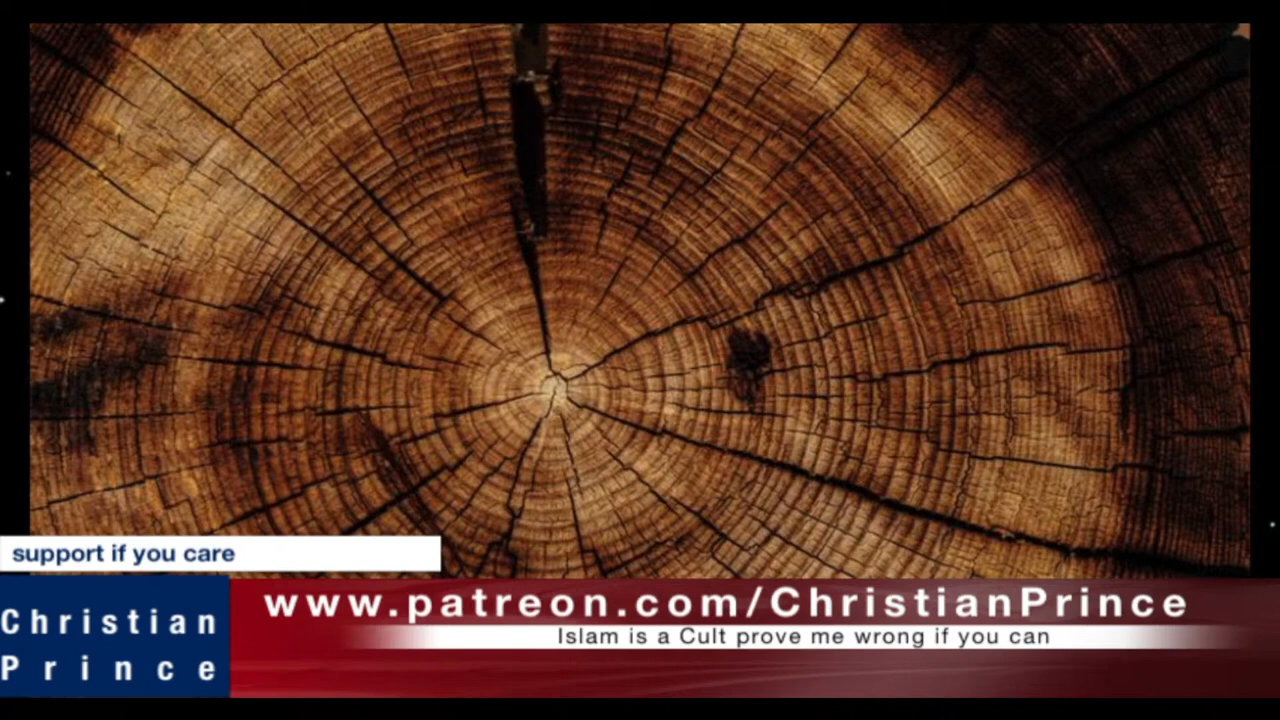 support if you care
Christian
Prince
www.patreon.com/ChristianPrince
Islam is a Cult prove me wrong if you can